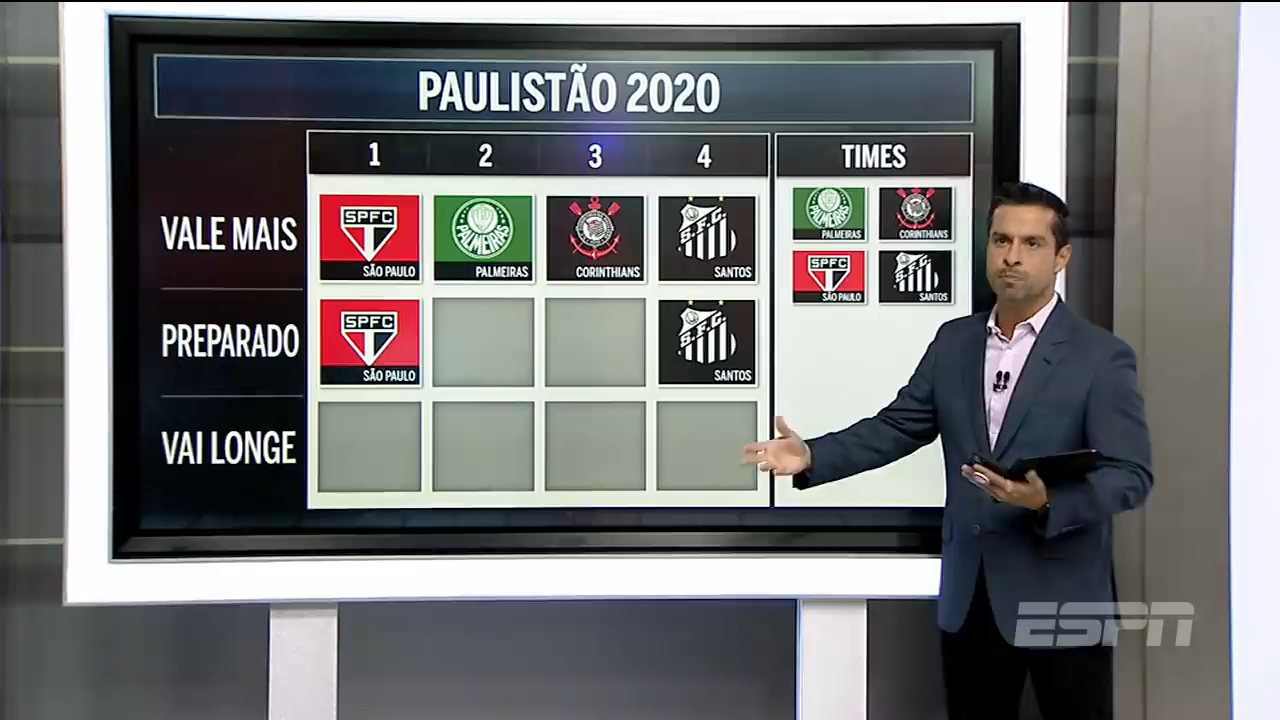 PAULISTÃO 2020
1 2 3 4 TIMES
VALE MAIS
SPFC
SÃO PAULO
PALMEIRAS
PALMEIRAS
CORINTHIANS
S.F.C.
SANTOS
PALMEIRAS
PALMEIRAS
CORINTHIANS
SPFC
SÃO PAULO
S.F.C.
SANTOS
PREPARADO
SPFC
SÃO PAULO
S.F.C.
SANTOS
VAI LONGE
ESPN